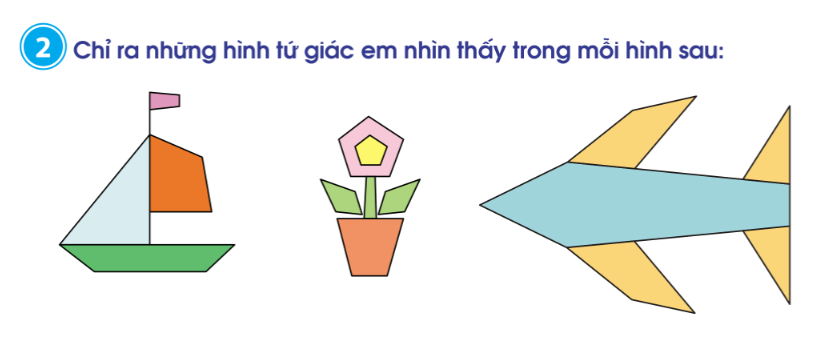 2 Chỉ ra những hình tứ giác em nhìn thấy trong mỗi hình sau: